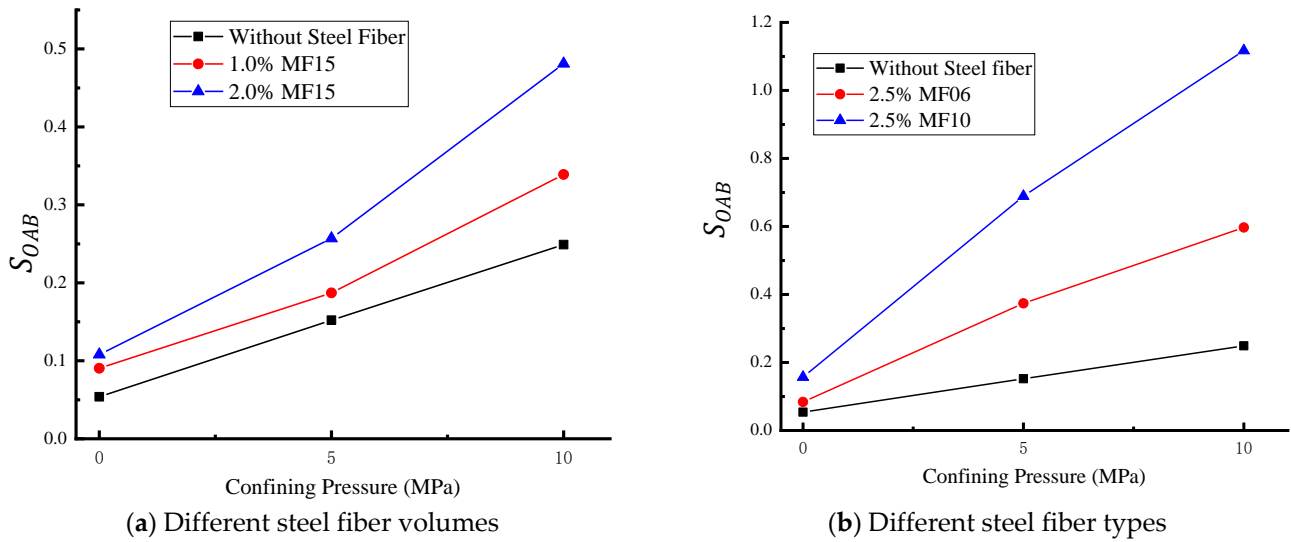 Without Steel Fiber
1.0% MF15
2.0% MF15
0.5
0.4
0.3
0.2
0.1
0.0
S_OAB
0
5
10
Confining Pressure (MPa)
(a) Different steel fiber volumes
Without Steel fiber
2.5% MF06
2.5% MF10
1.2
1.0
0.8
0.6
0.4
0.2
0.0
S_OAB
0
5
10
Confining Pressure (MPa)
(b) Different steel fiber types